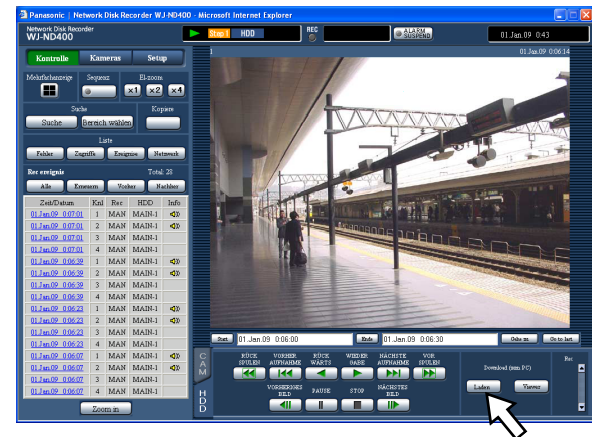 Panasonic | Network Disk Recorder WJ-ND400 - Microsoft Internet Explorer
Network Disk Recorder
WJ-ND400
Stop 1 HDD
REC
ALARM SUSPEND
01.Jan.09 0:43
Kontrolle Kameras Setup
Mehrfachanzeige Sequenz El-zoom
x1 x2 x4
Suche Kopiere
Suche Bereich wählen
Liste
Fehler Zugriffs Ereignise Netzwerk
Rec ereignis Total: 28
Alle Erneuern Vorher Nachher
Zeit/Datum Knl Rec HDD Info
01.Jan.09 0:07:01 1 MAN MAIN-1
01.Jan.09 0:07:01 2 MAN MAIN-1
01.Jan.09 0:07:01 3 MAN MAIN-1
01.Jan.09 0:07:01 4 MAN MAIN-1
01.Jan.09 0:06:39 1 MAN MAIN-1
01.Jan.09 0:06:39 2 MAN MAIN-1
01.Jan.09 0:06:39 3 MAN MAIN-1
01.Jan.09 0:06:39 4 MAN MAIN-1
01.Jan.09 0:06:23 1 MAN MAIN-1
01.Jan.09 0:06:23 2 MAN MAIN-1
01.Jan.09 0:06:23 3 MAN MAIN-1
01.Jan.09 0:06:23 4 MAN MAIN-1
01.Jan.09 0:06:07 1 MAN MAIN-1
01.Jan.09 0:06:07 2 MAN MAIN-1
01.Jan.09 0:06:07 3 MAN MAIN-1
01.Jan.09 0:06:07 4 MAN MAIN-1
Zoom in
1 01.Jan.09 0:06:14
Start 01.Jan.09 0:06:00 Ende 01.Jan.09 0:06:30 Gehe zu Go to last
CAM
HDD
RÜCK SPULEN
VORHER AUFNAHME
RÜCK WÄRTS
WIEDER GABE
NÄCHSTE AUFNAHME
VOR SPULEN
VORHERIGES BILD
PAUSE
STOP
NÄCHSTES BILD
Download (zum PC)
Laden Viewer
Rec